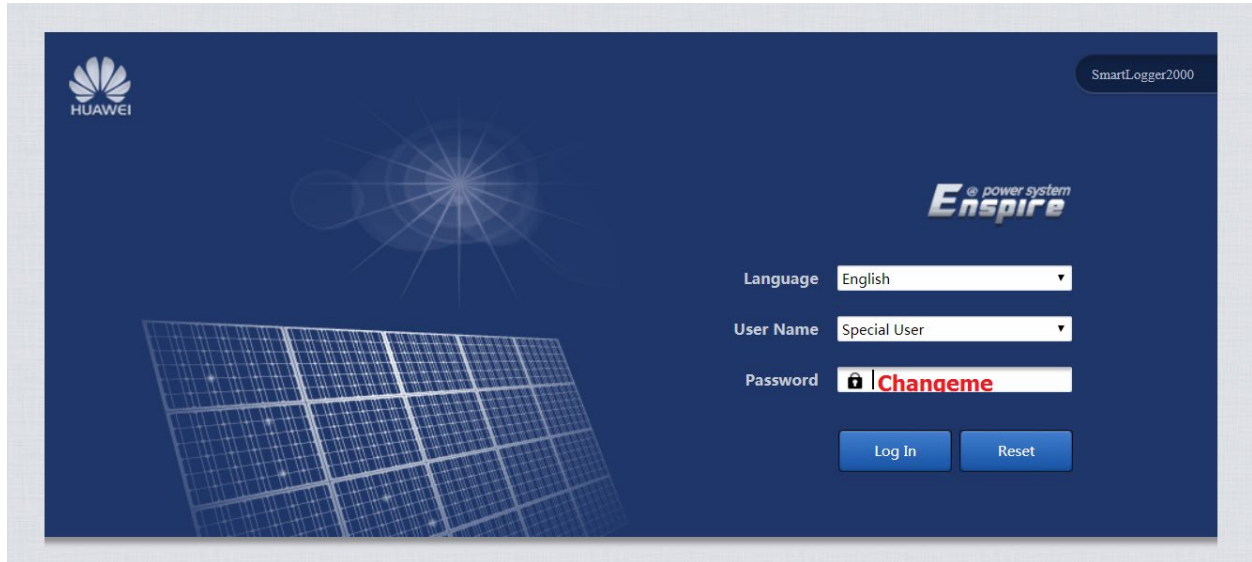 HUAWEI
SmartLogger2000
Enspire @ power system
Language English
User Name Special User
Password Changeme
Log In Reset